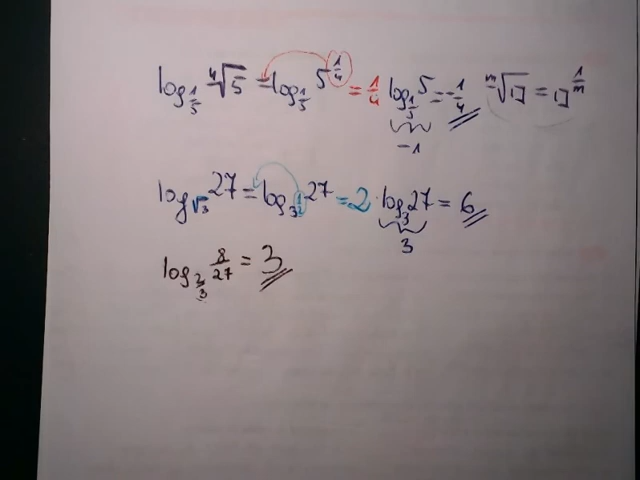 log_{1/5} ∜5 = log_{1/5} 5^{1/4} = 1/4 log_{1/5} 5 = -1/4    ᵐ√□ = □^{1/m}
-1
log_{√3} 27 = log_{3^{1/2}} 27 = 2 · log_3 27 = 6
3
log_{2/3} 8/27 = 3